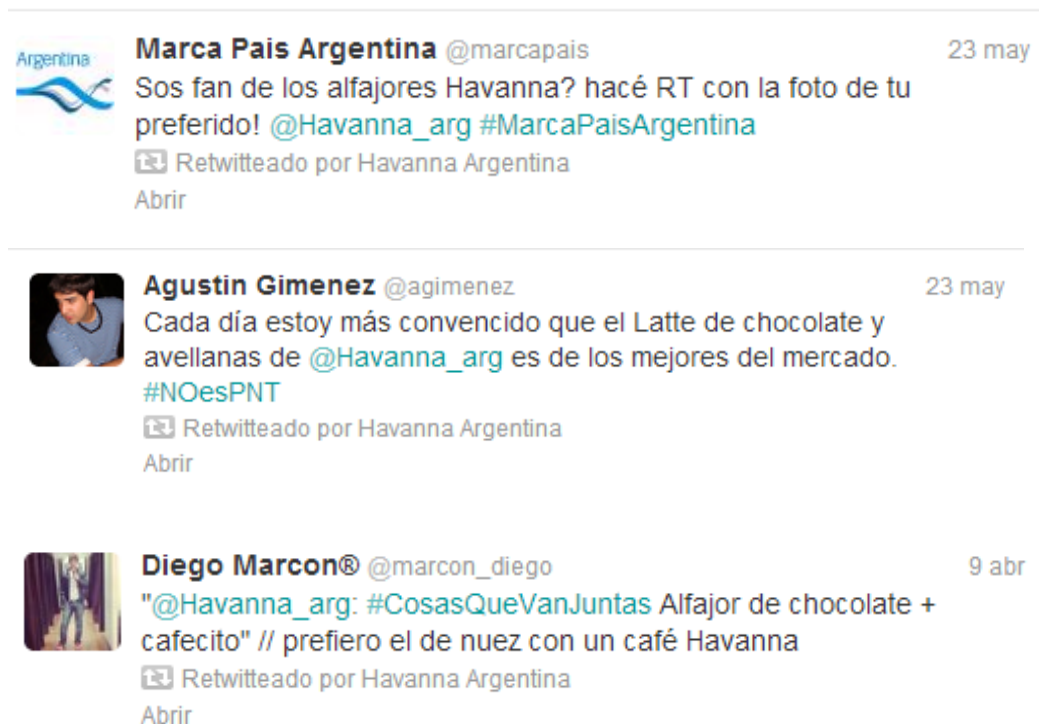 Argentina
Marca Pais Argentina @marcapais 23 may
Sos fan de los alfajores Havanna? hacé RT con la foto de tu
preferido! @Havanna_arg #MarcaPaisArgentina
Retwitteado por Havanna Argentina
Abrir
Agustin Gimenez @agimenez 23 may
Cada día estoy más convencido que el Latte de chocolate y
avellanas de @Havanna_arg es de los mejores del mercado.
#NOesPNT
Retwitteado por Havanna Argentina
Abrir
Diego Marcon® @marcon_diego 9 abr
"@Havanna_arg: #CosasQueVanJuntas Alfajor de chocolate +
cafecito" // prefiero el de nuez con un café Havanna
Retwitteado por Havanna Argentina
Abrir